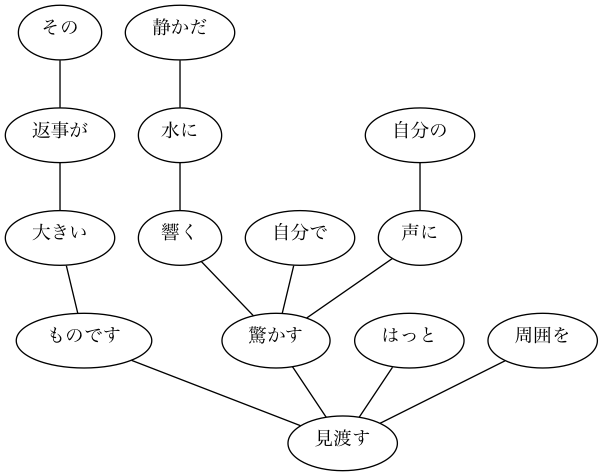 その
静かだ
返事が
水に
自分の
大きい
響く
自分で
声に
ものです
驚かす
はっと
周囲を
見渡す